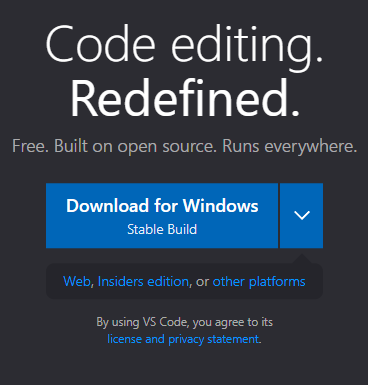 Code editing.
Redefined.
Free. Built on open source. Runs everywhere.
Download for Windows
Stable Build
Web, Insiders edition, or other platforms
By using VS Code, you agree to its
license and privacy statement.